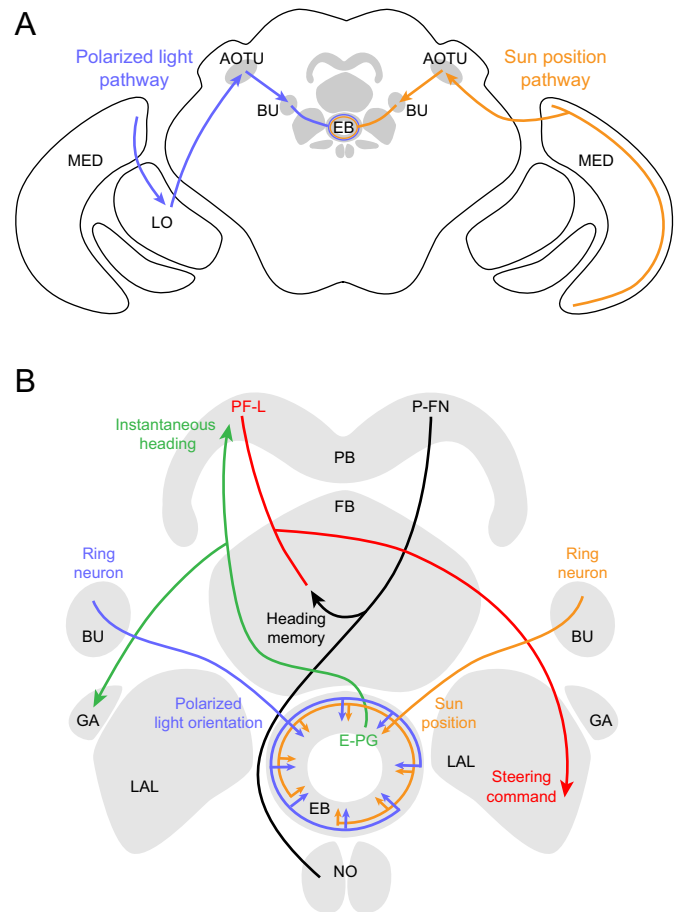 A
Polarized light
pathway
AOTU
AOTU
Sun position
pathway
BU
EB
BU
MED
MED
LO
B
PF-L
P-FN
Instantaneous
heading
PB
FB
Ring
neuron
Ring
neuron
BU
Heading
memory
BU
GA
Polarized
light orientation
Sun
position
GA
E-PG
LAL
LAL
Steering
command
EB
NO